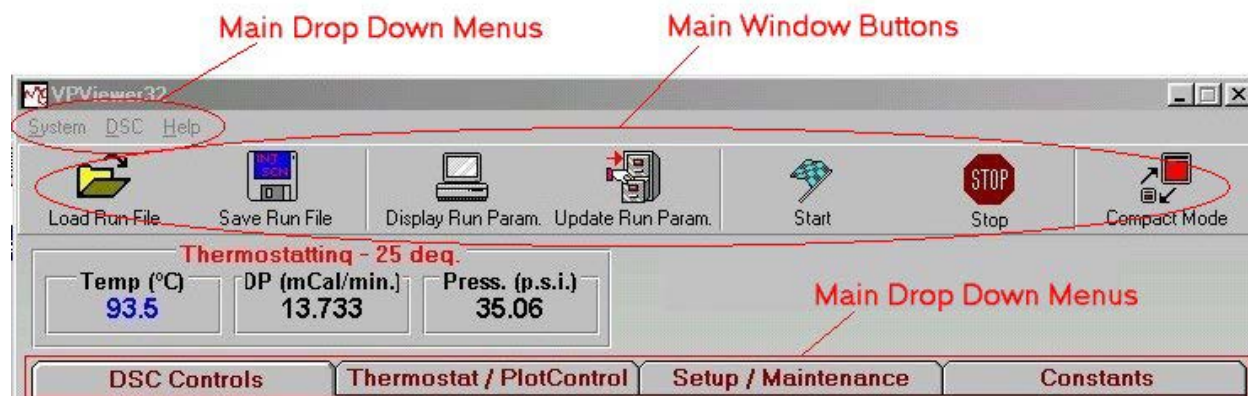 Main Drop Down Menus
Main Window Buttons
VPViewer32
System DSC Help
INJ
SCN
STOP
Load Run File Save Run File Display Run Param. Update Run Param. Start Stop Compact Mode
Thermostatting - 25 deg.
Temp (°C) DP (mCal/min.) Press. (p.s.i.)
93.5 13.733 35.06
Main Drop Down Menus
DSC Controls Thermostat / PlotControl Setup / Maintenance Constants